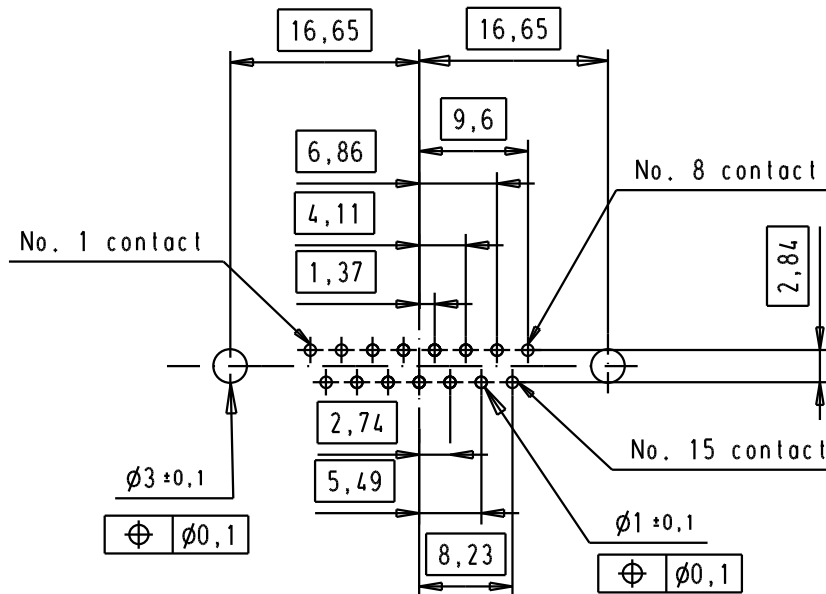 16,65
16,65
9,6
6,86
No. 8 contact
4,11
No. 1 contact
1,37
2,84
2,74
No. 15 contact
5,49
Ø3 ±0,1
Ø1 ±0,1
⌖ Ø0,1
8,23
⌖ Ø0,1